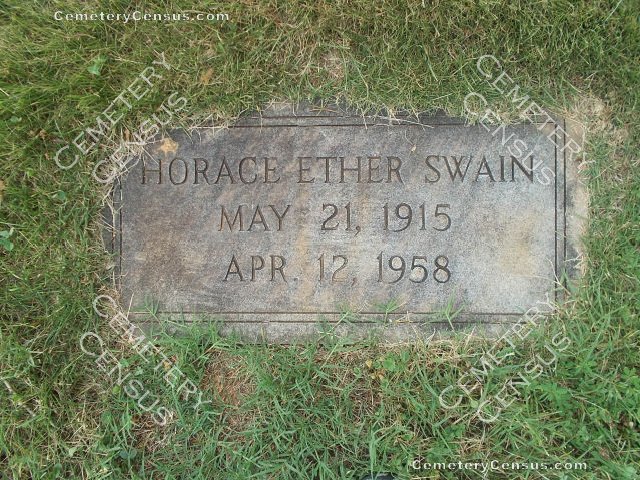 CemeteryCensus.com
CEMETERY
CENSUS
CEMETERY
CENSUS
HORACE ETHER SWAIN
MAY 21, 1915
APR. 12, 1958
CEMETERY
CENSUS
CEMETERY
CENSUS
CemeteryCensus.com